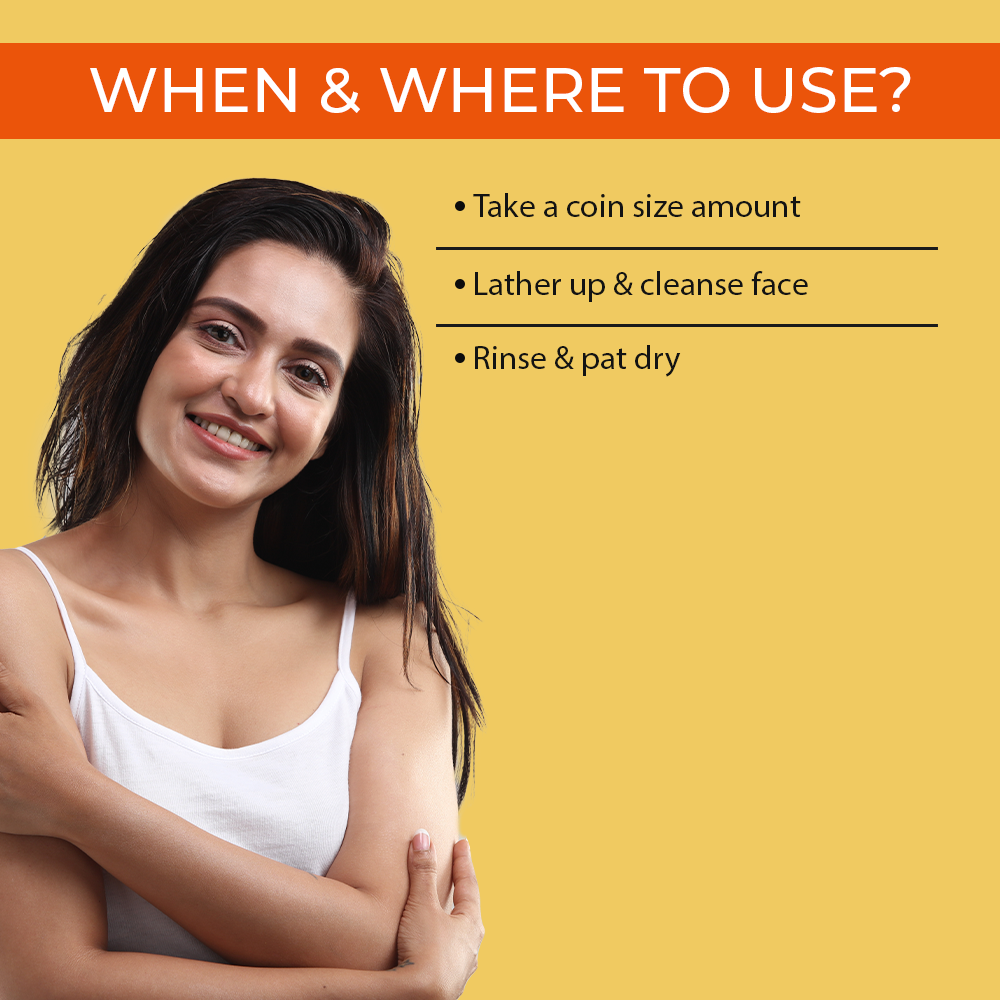 WHEN & WHERE TO USE?
• Take a coin size amount
• Lather up & cleanse face
• Rinse & pat dry